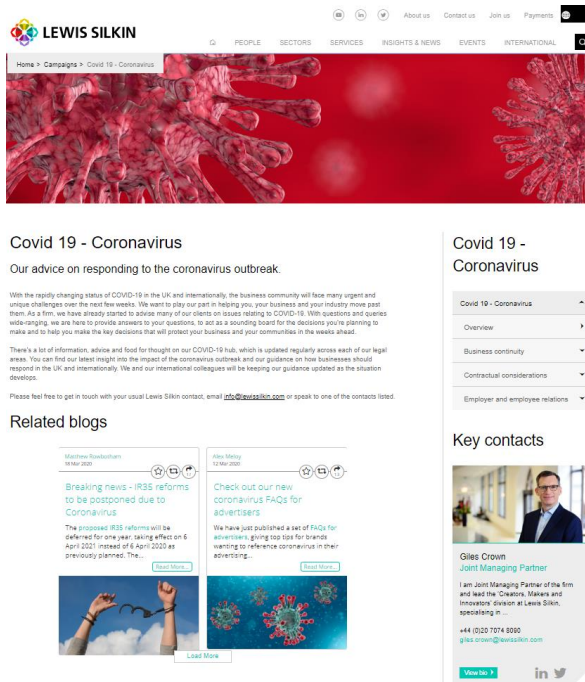 About us Contact us Join us Payments
LEWIS SILKIN
PEOPLE SECTORS SERVICES INSIGHTS & NEWS EVENTS INTERNATIONAL
Home > Campaigns > Covid 19 - Coronavirus
Covid 19 - Coronavirus
Our advice on responding to the coronavirus outbreak.
With the rapidly changing status of COVID-19 in the UK and internationally, the business community will face many urgent and
unique challenges over the next few weeks. We want to play our part in helping you, your business and your industry move past
them. As a firm, we have already started to advise many of our clients on issues relating to COVID-19. With questions and queries
wide-ranging, we are here to provide answers to your questions, to act as a sounding board for the decisions you're planning to
make and to help you make the key decisions that will protect your business and your communities in the weeks ahead.
There's a lot of information, advice and food for thought on our COVID-19 hub, which is updated regularly across each of our legal
areas. You can find our latest insight into the impact of the coronavirus outbreak and our guidance on how businesses should
respond in the UK and internationally. We and our international colleagues will be keeping our guidance updated as the situation
develops.
Please feel free to get in touch with your usual Lewis Silkin contact, email info@lewissilkin.com or speak to one of the contacts listed.
Related blogs
Matthew Rowbotham
18 Mar 2020
Breaking news - IR35 reforms
to be postponed due to
Coronavirus
The proposed IR35 reforms will be
deferred for one year, taking effect on 6
April 2021 instead of 6 April 2020 as
previously planned. The...
Read More...
Alex Meloy
12 Mar 2020
Check out our new
coronavirus FAQs for
advertisers
We have just published a set of FAQs for
advertisers, giving top tips for brands
wanting to reference coronavirus in their
advertising...
Read More...
Load More
Covid 19 -
Coronavirus
Covid 19 - Coronavirus
Overview
Business continuity
Contractual considerations
Employer and employee relations
Key contacts
Giles Crown
Joint Managing Partner
I am Joint Managing Partner of the firm
and lead the 'Creators, Makers and
Innovators' division at Lewis Silkin,
specialising in ...
+44 (0)20 7074 8090
giles.crown@lewissilkin.com
View bio >
in